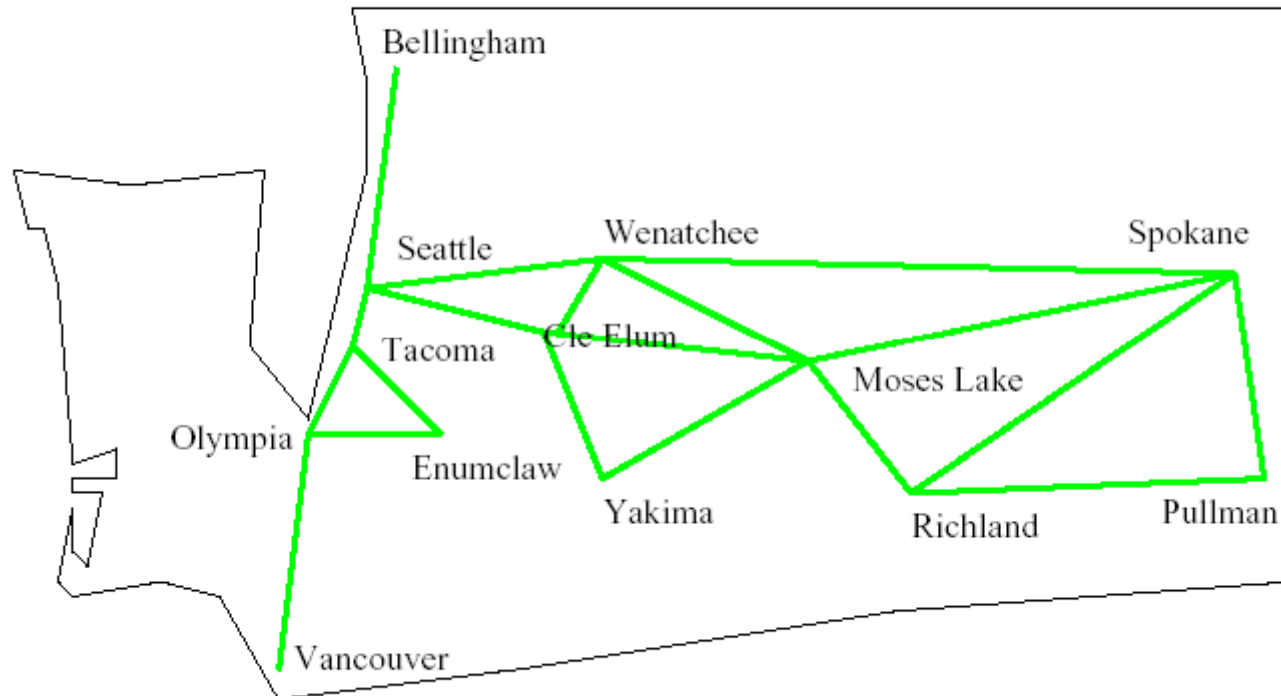 Bellingham
Seattle
Wenatchee
Spokane
Tacoma
Cle Elum
Moses Lake
Olympia
Enumclaw
Yakima
Richland
Pullman
Vancouver